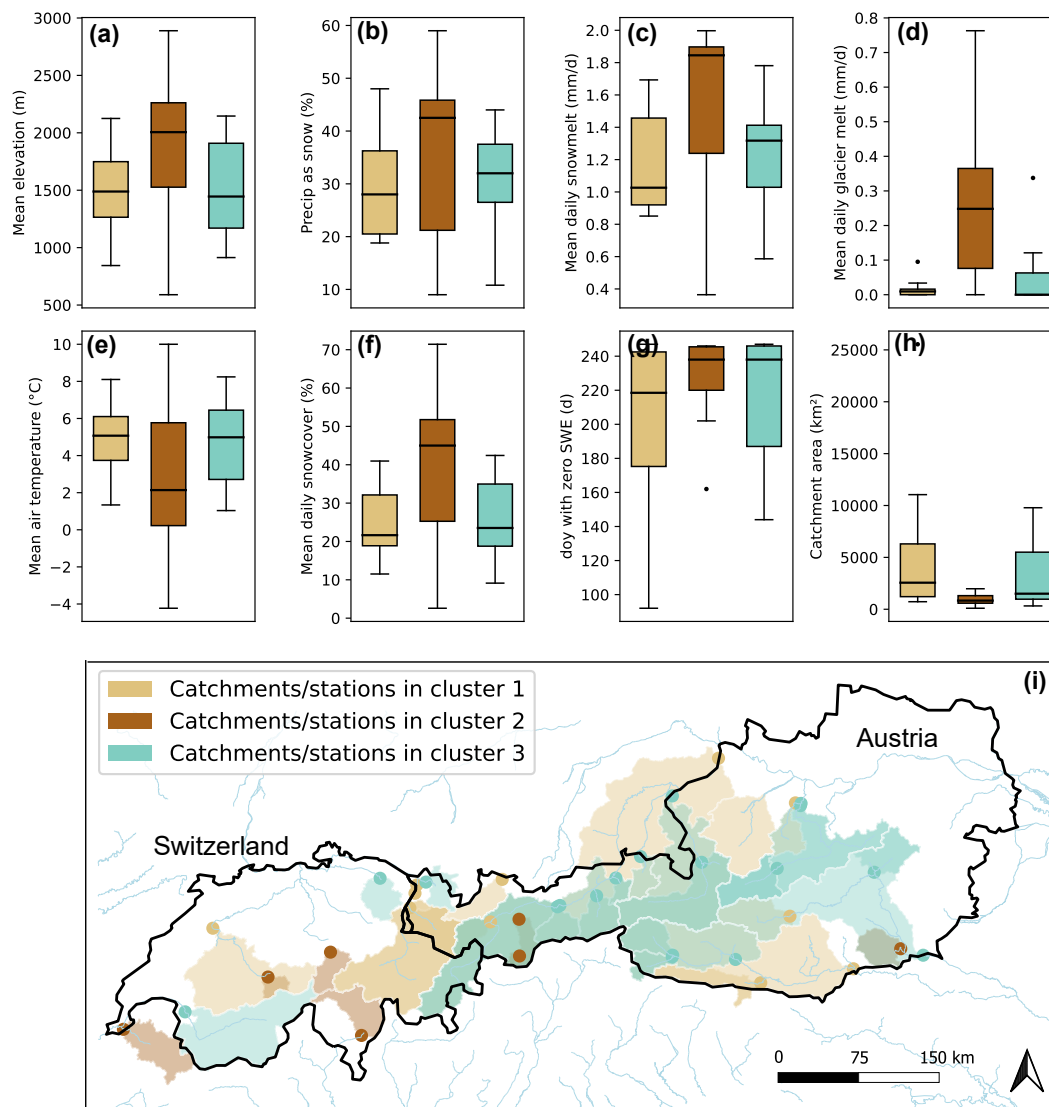 (a)
Mean elevation (m)
3000
2500
2000
1500
1000
500
(b)
Precip as snow (%)
60
50
40
30
20
10
(c)
Mean daily snowmelt (mm/d)
2.0
1.8
1.6
1.4
1.2
1.0
0.8
0.6
0.4
(d)
Mean daily glacier melt (mm/d)
0.8
0.7
0.6
0.5
0.4
0.3
0.2
0.1
0.0
(e)
Mean air temperature (°C)
10
8
6
4
2
0
−2
−4
(f)
Mean daily snowcover (%)
70
60
50
40
30
20
10
0
(g)
doy with zero SWE (d)
240
220
200
180
160
140
120
100
(h)
Catchment area (km²)
25000
20000
15000
10000
5000
0
Catchments/stations in cluster 1
Catchments/stations in cluster 2
Catchments/stations in cluster 3
(i)
Austria
Switzerland
0 75 150 km